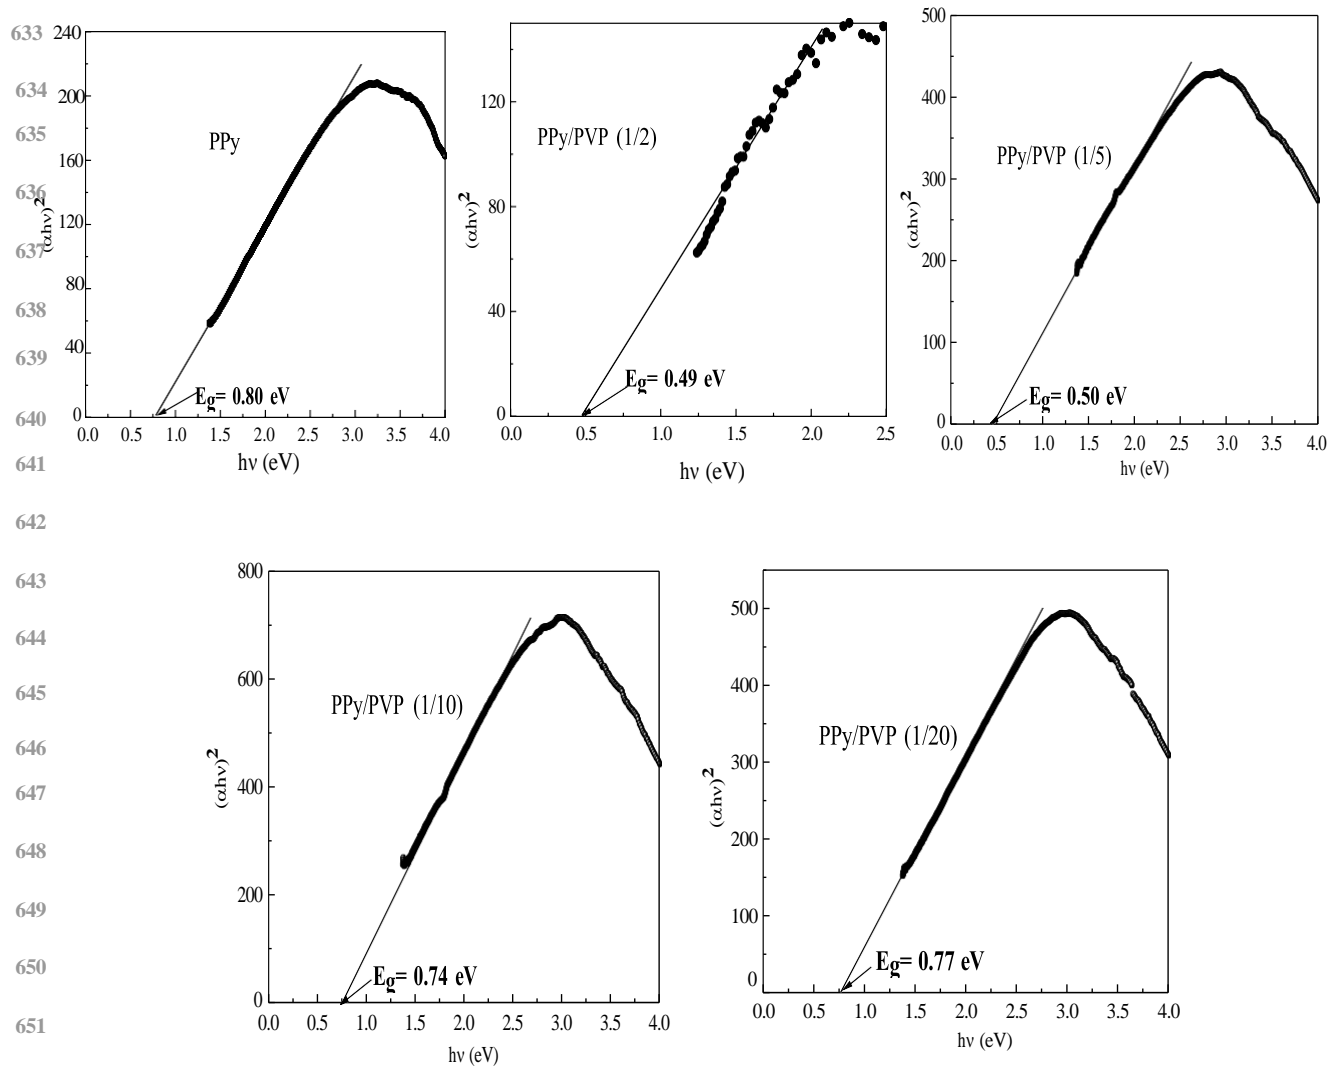 633
634
635
636
637
638
639
640
641
642
643
644
645
646
647
648
649
650
651
240
200
160
120
80
40
0
(αhν)²
PPy
Eg= 0.80 eV
0.0 0.5 1.0 1.5 2.0 2.5 3.0 3.5 4.0
hν (eV)
120
80
40
0
(αhν)²
PPy/PVP (1/2)
Eg= 0.49 eV
0.0 0.5 1.0 1.5 2.0 2.5
hν (eV)
500
400
300
200
100
0
(αhν)²
PPy/PVP (1/5)
Eg= 0.50 eV
0.0 0.5 1.0 1.5 2.0 2.5 3.0 3.5 4.0
hν (eV)
800
600
400
200
0
(αhν)²
PPy/PVP (1/10)
Eg= 0.74 eV
0.0 0.5 1.0 1.5 2.0 2.5 3.0 3.5 4.0
hν (eV)
500
400
300
200
100
0
(αhν)²
PPy/PVP (1/20)
Eg= 0.77 eV
0.0 0.5 1.0 1.5 2.0 2.5 3.0 3.5 4.0
hν (eV)